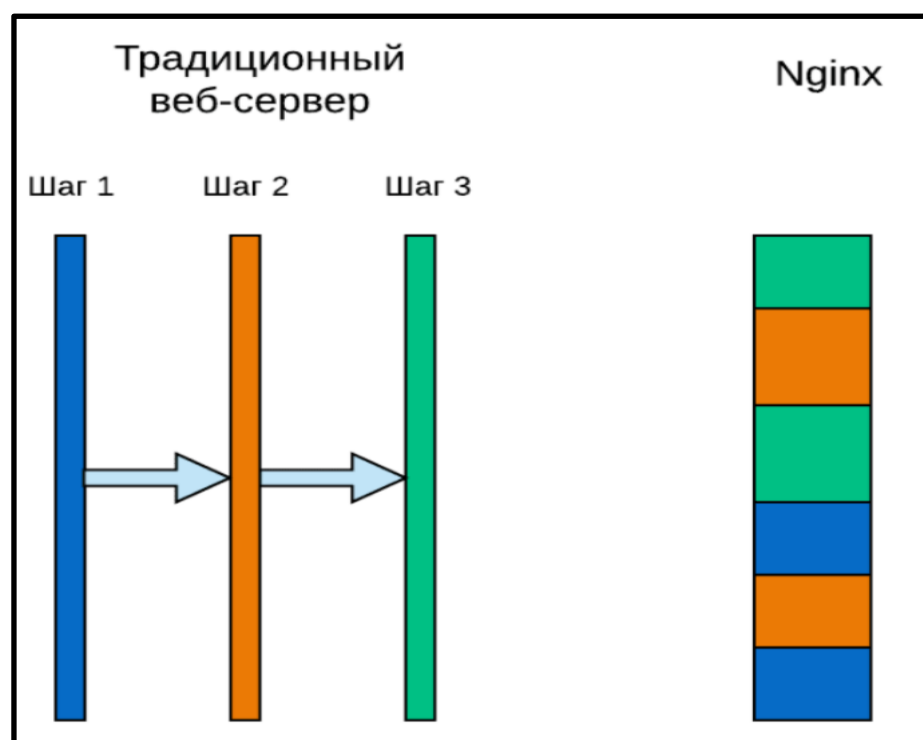 Традиционный
веб-сервер
Nginx
Шаг 1
Шаг 2
Шаг 3